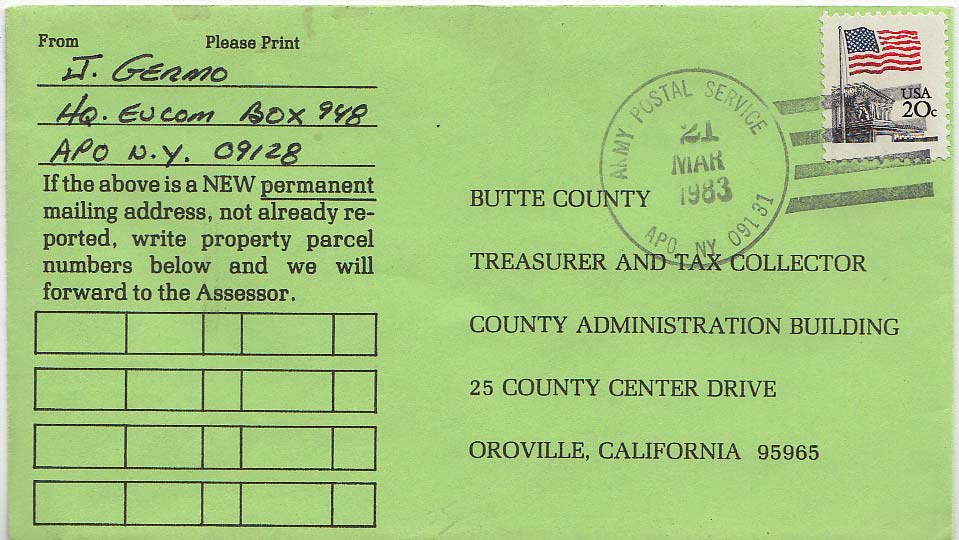 From Please Print
J. GERMO
HQ. EUCOM BOX 948
APO N.Y. 09128
If the above is a NEW permanent
mailing address, not already re-
ported, write property parcel
numbers below and we will
forward to the Assessor.
USA
20c
ARMY POSTAL SERVICE
21
MAR
1983
APO, NY 09131
BUTTE COUNTY
TREASURER AND TAX COLLECTOR
COUNTY ADMINISTRATION BUILDING
25 COUNTY CENTER DRIVE
OROVILLE, CALIFORNIA 95965